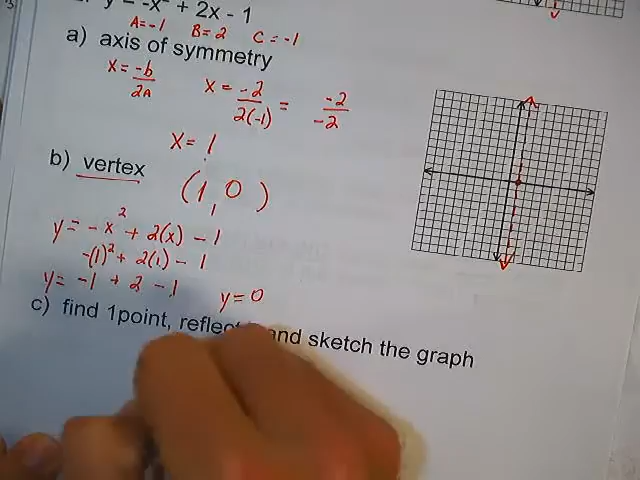 y = -x² + 2x - 1
A = -1 B = 2 C = -1
a) axis of symmetry
x = -b/2A x = -2/2(-1) = -2/-2
x = 1
b) vertex (1, 0)
y = -x² + 2(x) - 1
-(1)² + 2(1) - 1
y = -1 + 2 - 1 y = 0
c) find 1point, reflect and sketch the graph